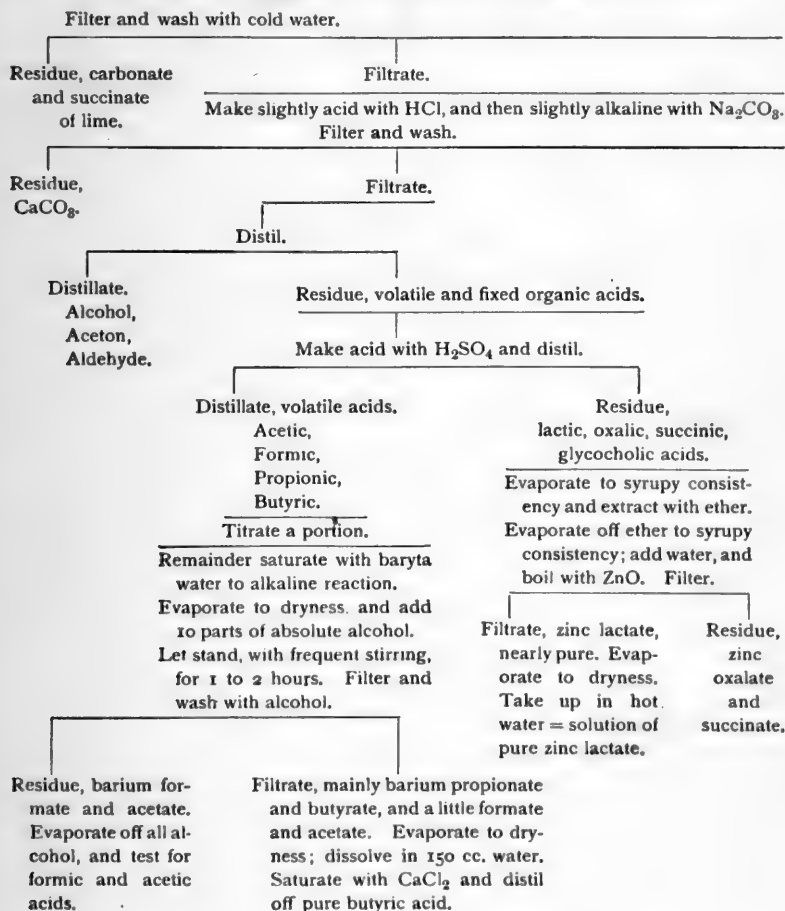 Filter and wash with cold water.
Residue, carbonate
and succinate
of lime.
Filtrate.
Make slightly acid with HCl, and then slightly alkaline with Na₂CO₃.
Filter and wash.
Residue,
CaCO₃.
Filtrate.
Distil.
Distillate.
Alcohol,
Aceton,
Aldehyde.
Residue, volatile and fixed organic acids.
Make acid with H₂SO₄ and distil.
Distillate, volatile acids.
Acetic,
Formic,
Propionic,
Butyric.
Titrate a portion.
Remainder saturate with baryta
water to alkaline reaction.
Evaporate to dryness. and add
10 parts of absolute alcohol.
Let stand, with frequent stirring,
for 1 to 2 hours. Filter and
wash with alcohol.
Residue,
lactic, oxalic, succinic,
glycocholic acids.
Evaporate to syrupy consist-
ency and extract with ether.
Evaporate off ether to syrupy
consistency; add water, and
boil with ZnO. Filter.
Filtrate, zinc lactate,
nearly pure. Evap-
orate to dryness.
Take up in hot
water = solution of
pure zinc lactate.
Residue,
zinc
oxalate
and
succinate.
Residue, barium for-
mate and acetate.
Evaporate off all al-
cohol, and test for
formic and acetic
acids.
Filtrate, mainly barium propionate
and butyrate, and a little formate
and acetate. Evaporate to dry-
ness; dissolve in 150 cc. water.
Saturate with CaCl₂ and distil
off pure butyric acid.